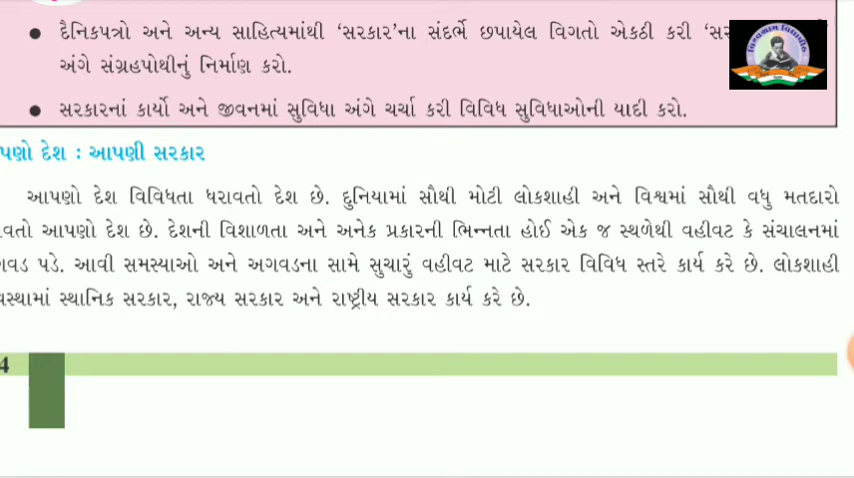 ● દૈનિકપત્રો અને અન્ય સાહિત્યમાંથી ‘સરકાર’ના સંદર્ભે છપાયેલ વિગતો એકઠી કરી
અંગે સંગ્રહપોથીનું નિર્માણ કરો.
● સરકારનાં કાર્યો અને જીવનમાં સુવિધા અંગે ચર્ચા કરી વિવિધ સુવિધાઓની યાદી કરો.
દેશ : આપણી સરકાર
આપણો દેશ વિવિધતા ધરાવતો દેશ છે. દુનિયામાં સૌથી મોટી લોકશાહી અને વિશ્વમાં સૌથી વધુ મતદારો
આપણો દેશ છે. દેશની વિશાળતા અને અનેક પ્રકારની ભિન્નતા હોઈ એક જ સ્થળેથી વહીવટ કે સંચાલનમાં
પડે. આવી સમસ્યાઓ અને અગવડના સામે સુચારું વહીવટ માટે સરકાર વિવિધ સ્તરે કાર્ય કરે છે. લોકશાહી
સ્થાનિક સરકાર, રાજ્ય સરકાર અને રાષ્ટ્રીય સરકાર કાર્ય કરે છે.
4